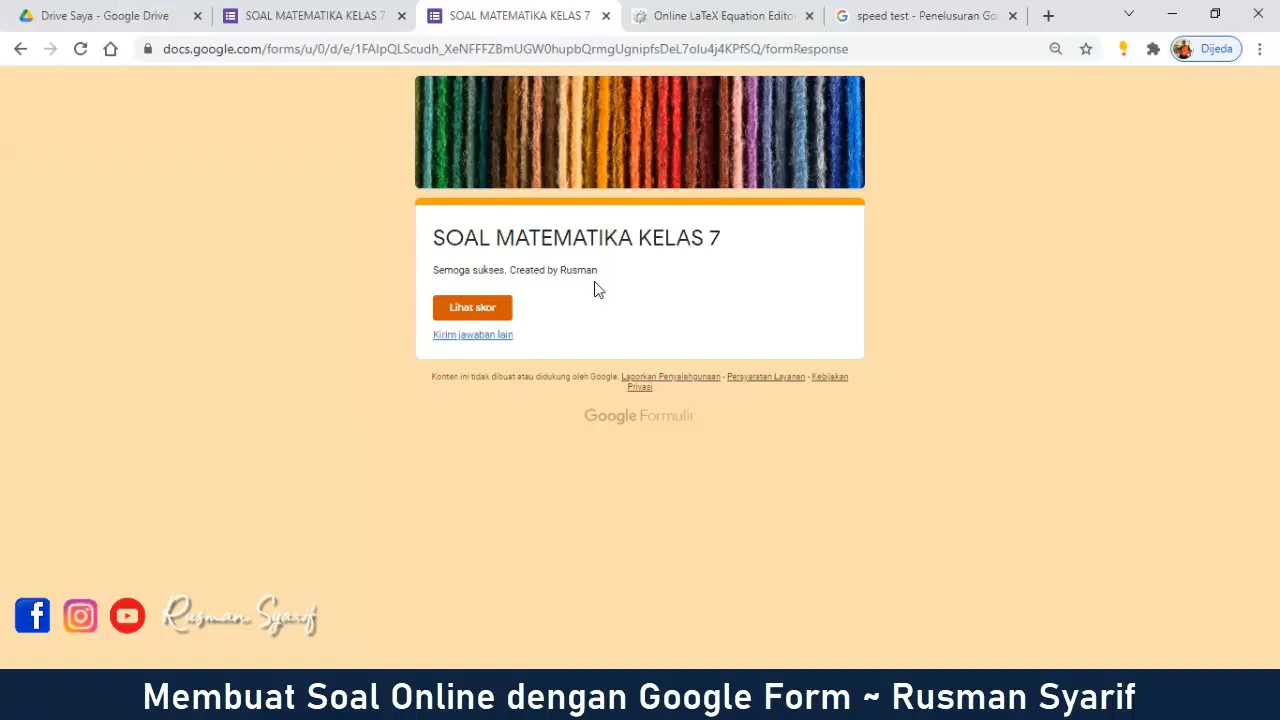 Drive Saya - Google Drive
SOAL MATEMATIKA KELAS 7
SOAL MATEMATIKA KELAS 7
Online LaTeX Equation Edito
speed test - Penelusuran Go
docs.google.com/forms/u/0/d/e/1FAIpQLScudh_XeNFFFZBmUGW0hupbQrmgUgnipfsDeL7olu4j4KPfSQ/formResponse
Dijeda
SOAL MATEMATIKA KELAS 7
Semoga sukses. Created by Rusman
Lihat skor
Kirim jawaban lain
Konten ini tidak dibuat atau didukung oleh Google. Laporkan Penyalahgunaan - Persyaratan Layanan - Kebijakan
Privasi
Google Formulir
Rusman Syarif
Membuat Soal Online dengan Google Form ~ Rusman Syarif